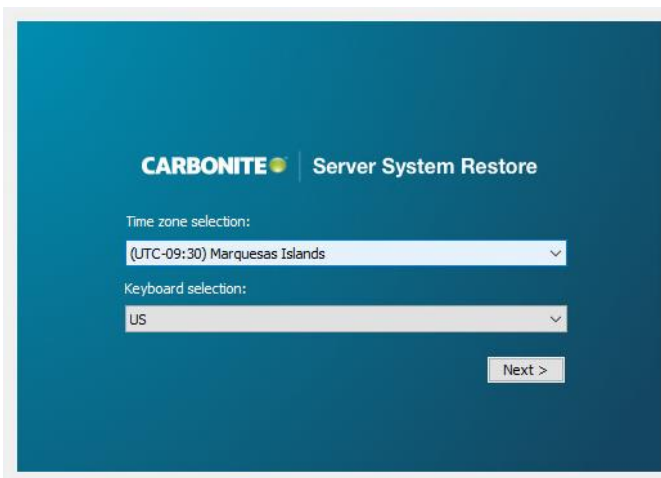 CARBONITE Server System Restore
Time zone selection:
(UTC-09:30) Marquesas Islands
Keyboard selection:
US
Next >